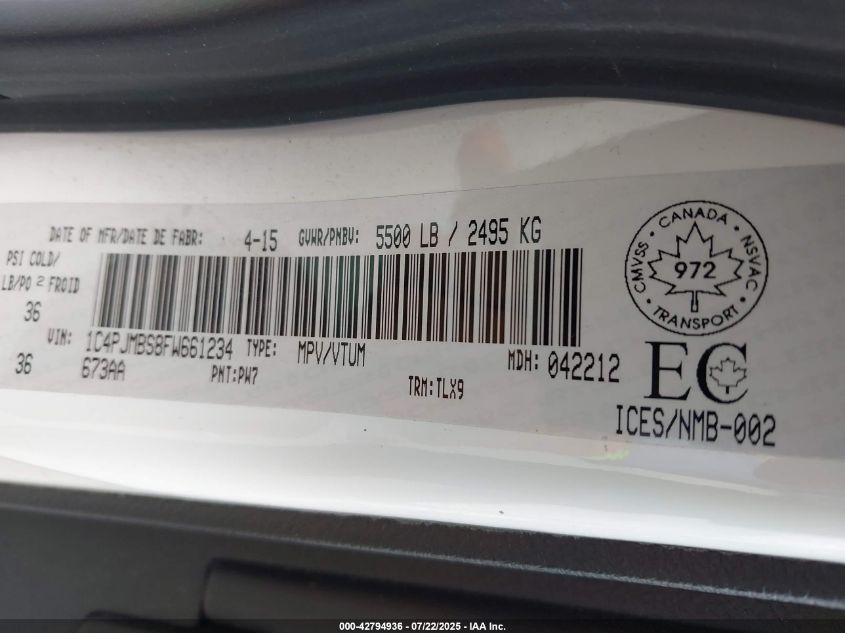 DATE OF MFR/DATE DE FABR: 4-15 GVWR/PNBV: 5500 LB / 2495 KG
PSI COLD/
LB/PO 2 FROID
36
36
VIN: 1C4PJMBS8FW661234 TYPE: MPV/VTUM MDH: 042212
673AA PNT:PW7 TRM:TLX9
CANADA
CMVSS NSVAC
972
TRANSPORT
EC
ICES/NMB-002
000-42794936 - 07/22/2025 - IAA Inc.